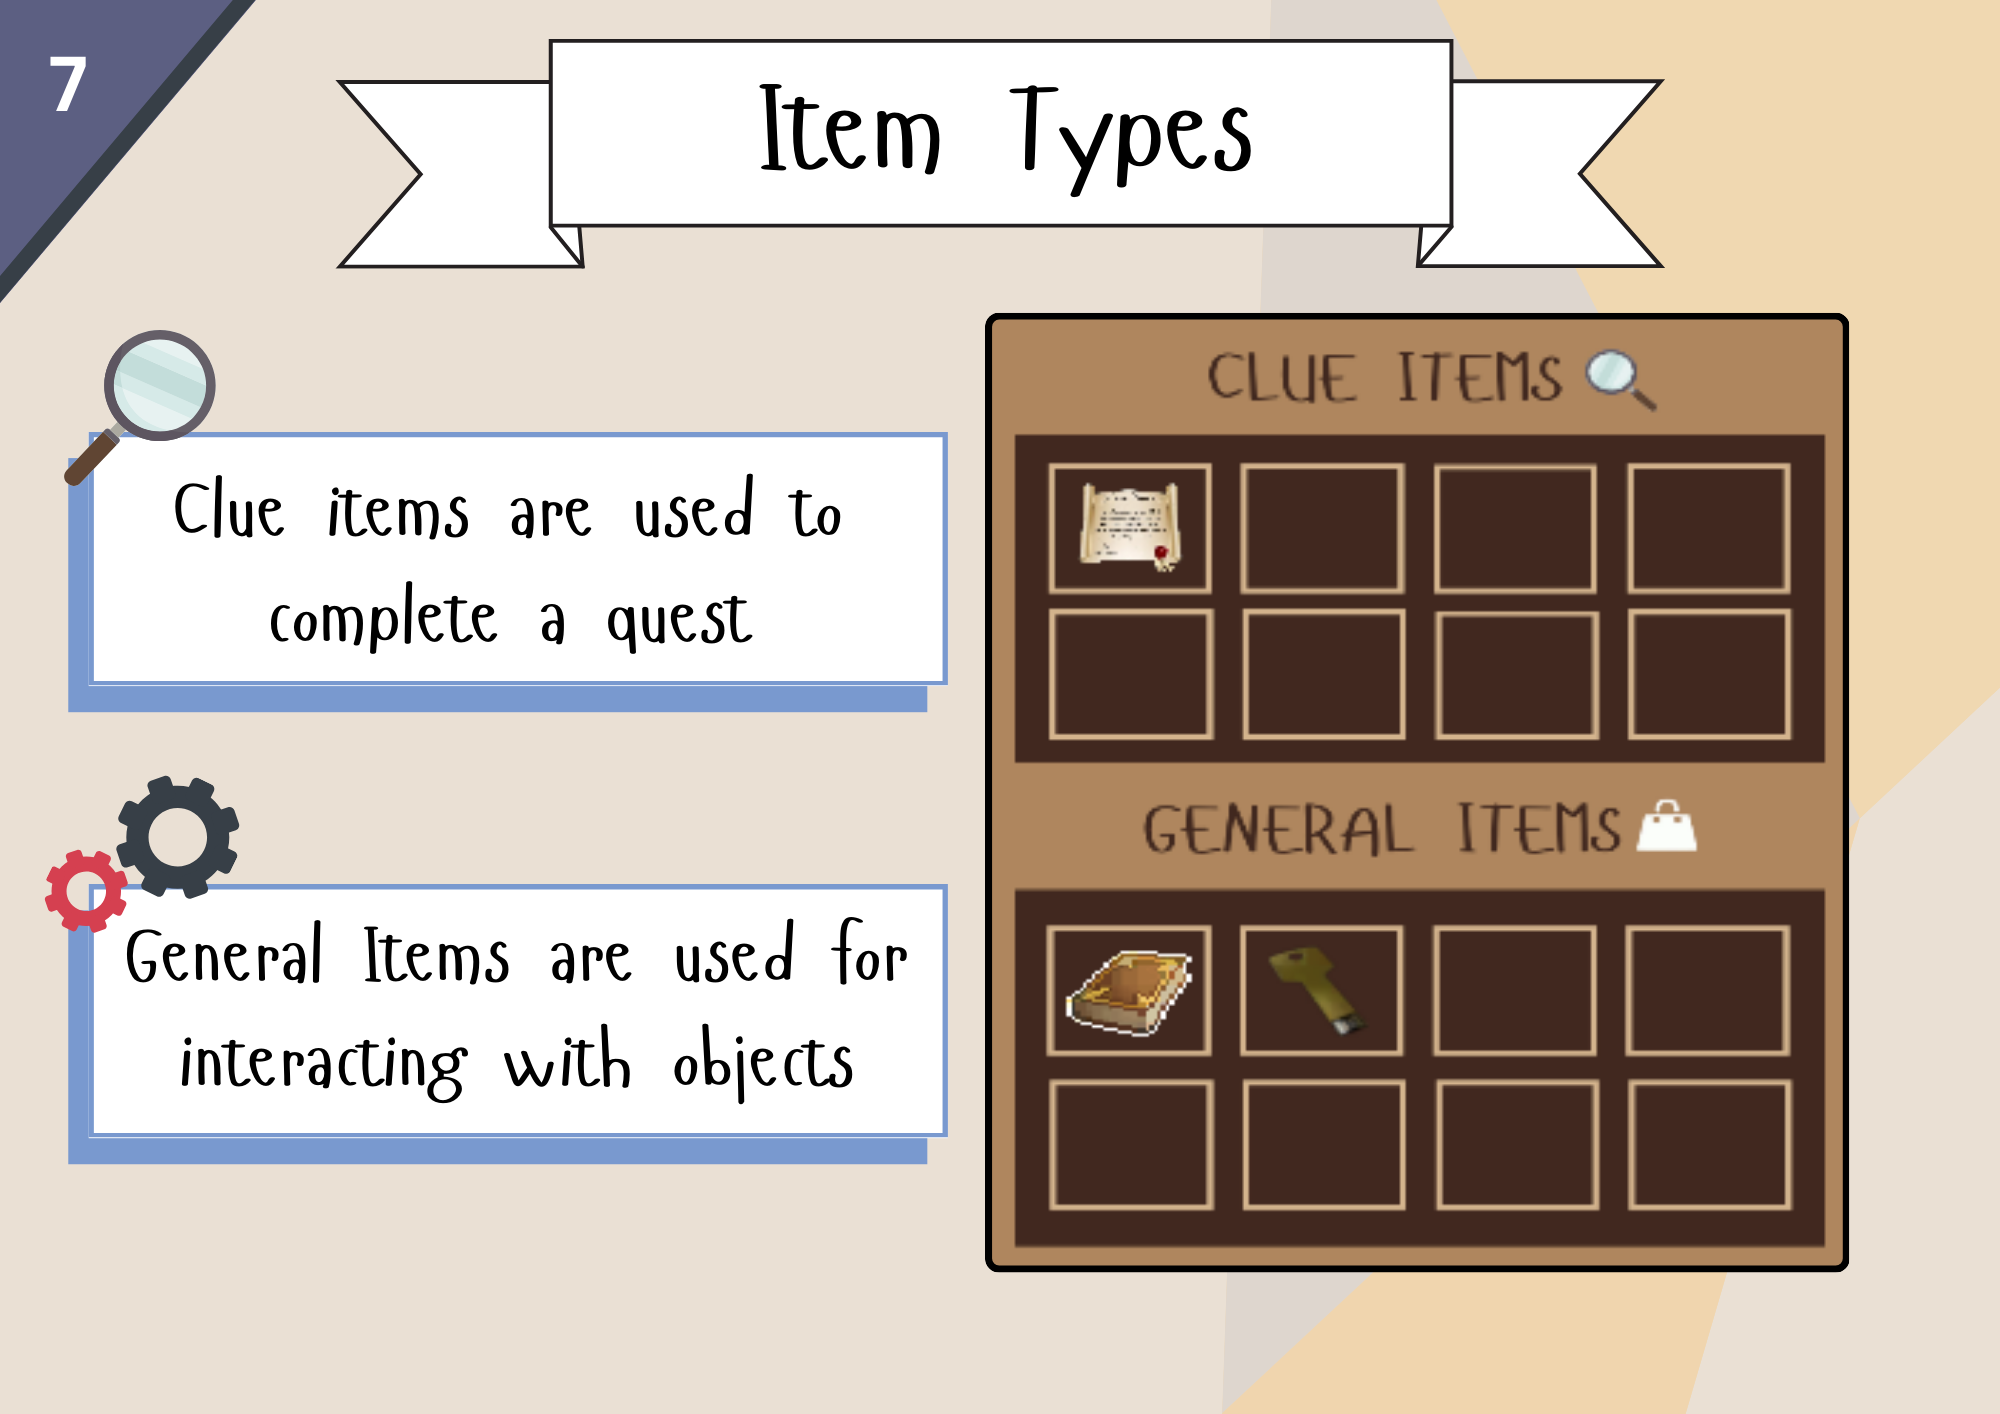 7
Item Types
Clue items are used to
complete a quest
General Items are used for
interacting with objects
CLUE ITEMS
GENERAL ITEMS